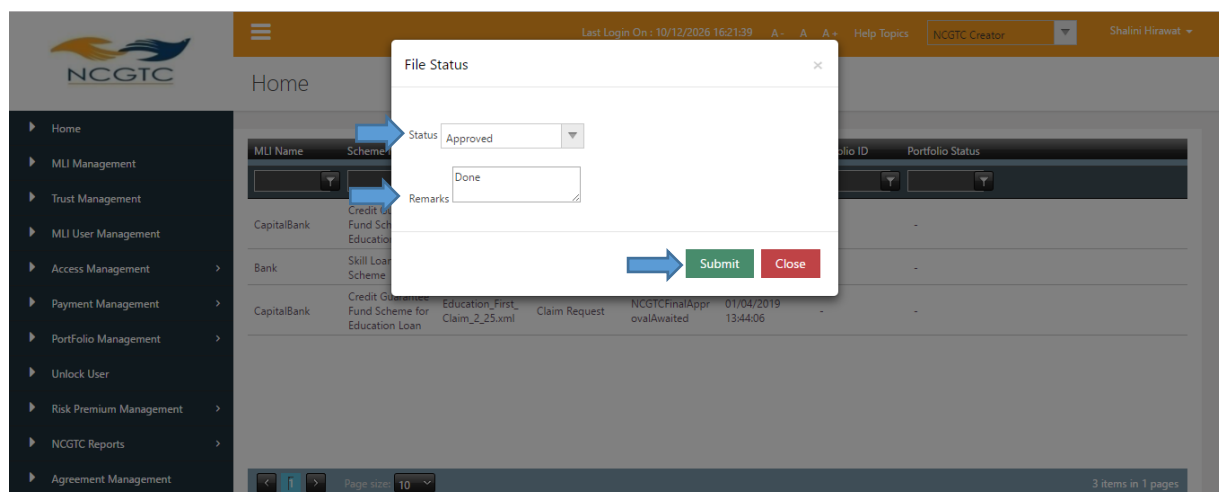 NCGTC
Last Login On : 10/12/2026 16:21:39 A- A A+ Help Topics NCGTC Creator Shalini Hirawat
Home
File Status
×
Status Approved
Remarks Done
Submit Close
Home
MLI Management
Trust Management
MLI User Management
Access Management
Payment Management
PortFolio Management
Unlock User
Risk Premium Management
NCGTC Reports
Agreement Management
MLI Name Portfolio Status
CapitalBank
Fund
Education
-
Bank Skill Loan
Scheme
-
CapitalBank Credit Guarantee
Fund Scheme for
Education Loan
Education_First_
Claim_2_25.xml
Claim Request
NCGTCFinalAppr
ovalAwaited
01/04/2019
13:44:06
- -
1 Page size: 10 3 items in 1 pages